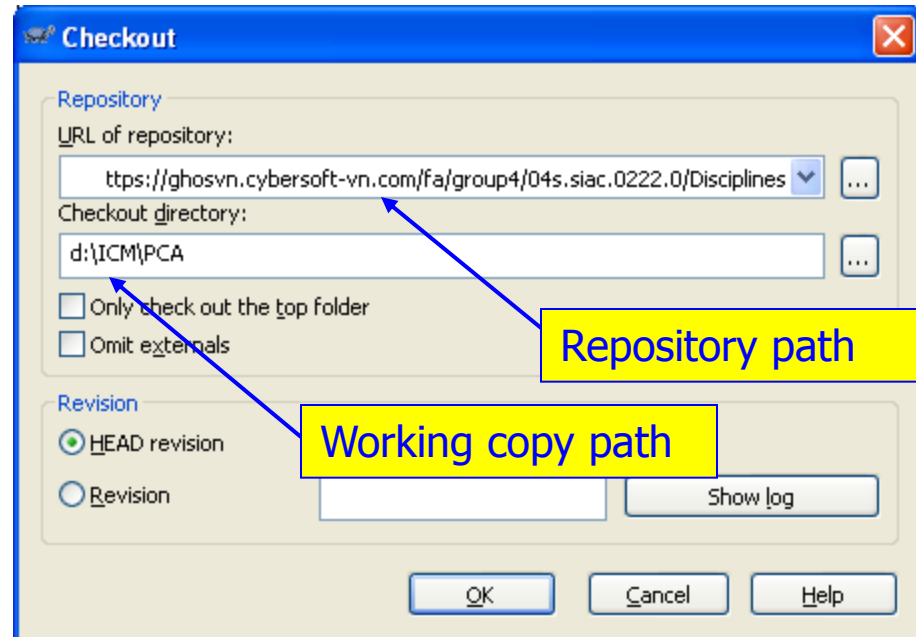 Checkout
Repository
URL of repository:
ttps://ghosvn.cybersoft-vn.com/fa/group4/04s.siac.0222.0/Disciplines
...
Checkout directory:
d:\ICM\PCA
...
Only check out the top folder
Omit externals
Repository path
Revision
HEAD revision
Working copy path
Revision
Show log
OK
Cancel
Help